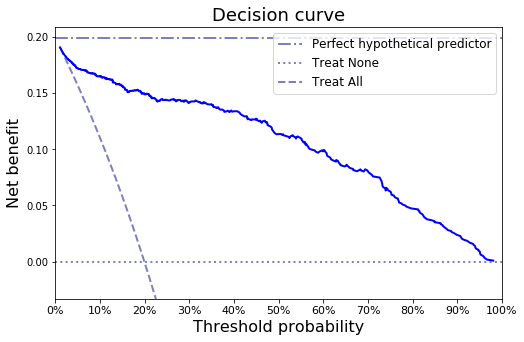 Decision curve
Net benefit
0.20
0.15
0.10
0.05
0.00
Perfect hypothetical predictor
Treat None
Treat All
0% 10% 20% 30% 40% 50% 60% 70% 80% 90% 100%
Threshold probability